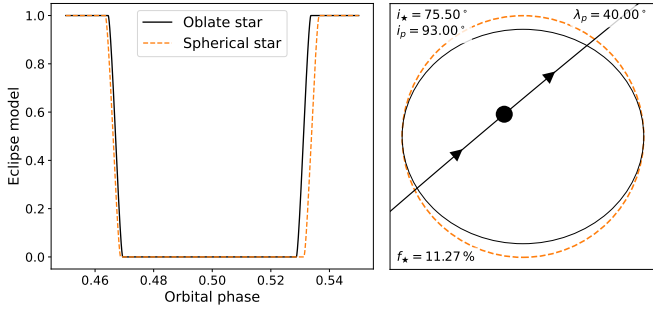 1.0
0.8
0.6
0.4
0.2
0.0
Eclipse model
Oblate star
Spherical star
0.46
0.48
0.50
0.52
0.54
Orbital phase
i⋆ = 75.50°
i_p = 93.00°
λ_p = 40.00°
f⋆ = 11.27 %